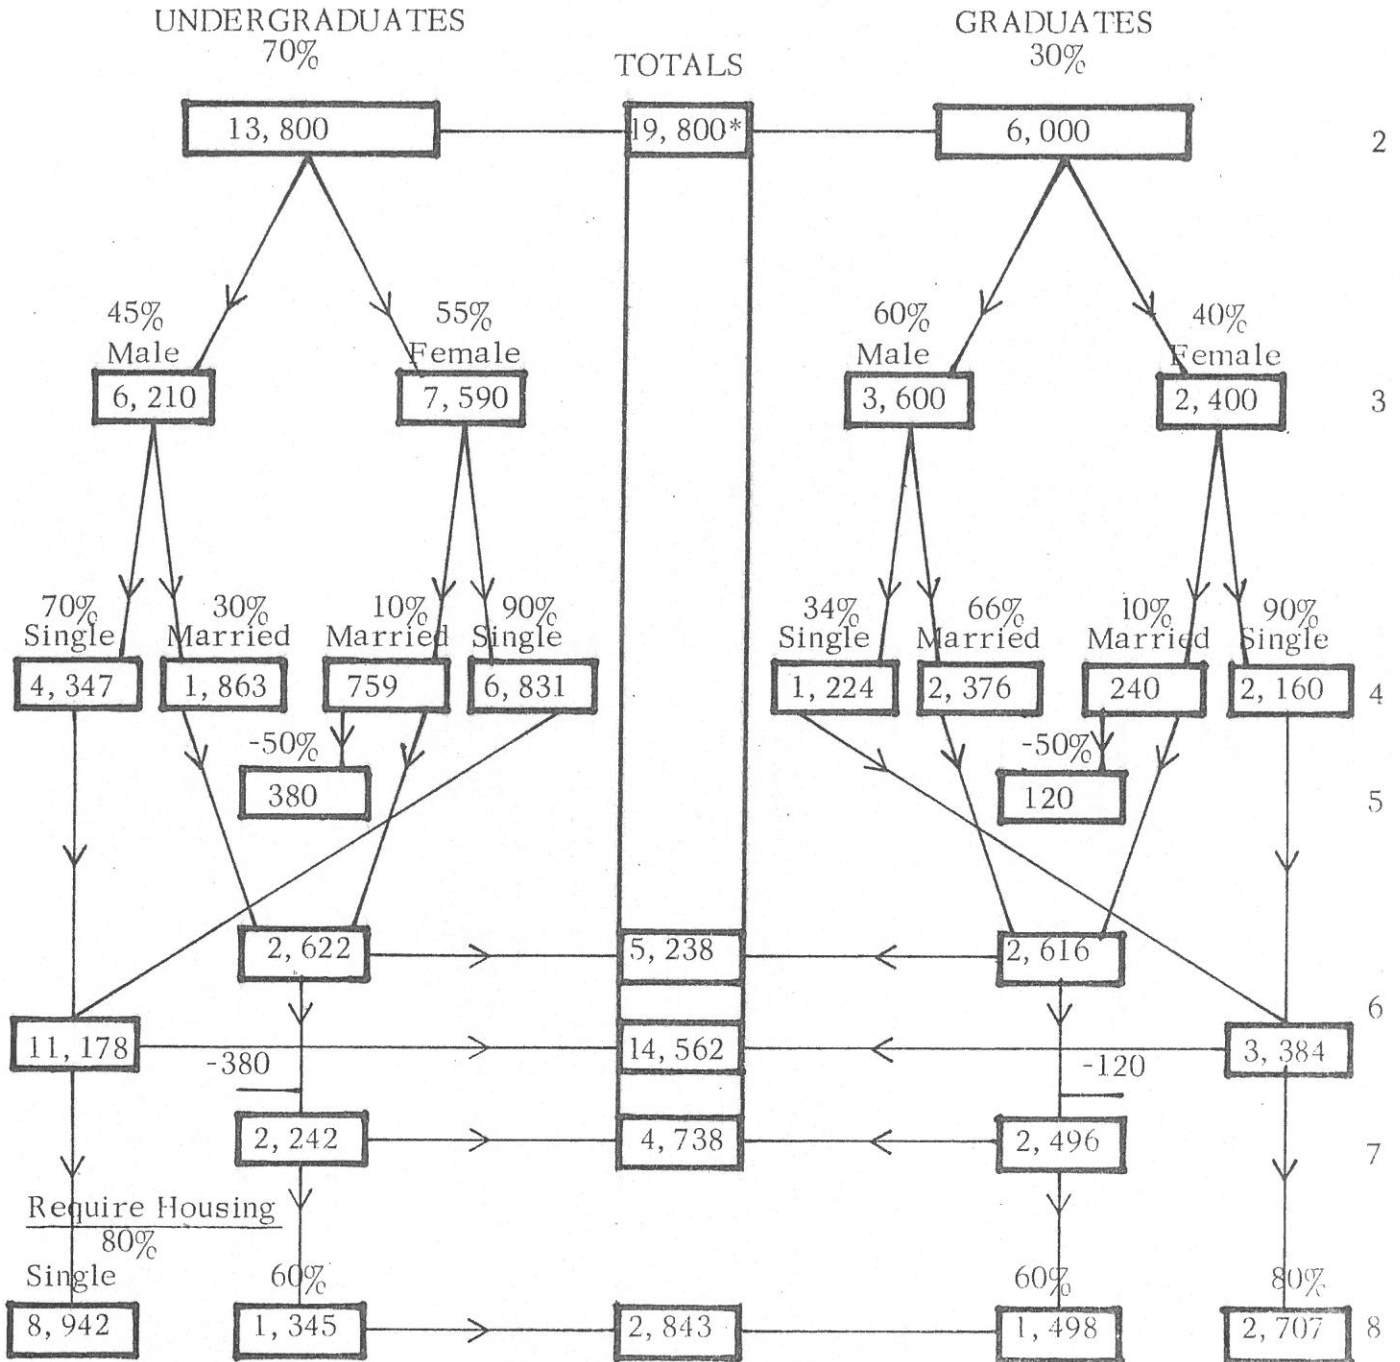 UNDERGRADUATES GRADUATES
70% TOTALS 30%
13, 800 19, 800* 6, 000 2
45% 55% 60% 40%
Male Female Male Female
6, 210 7, 590 3, 600 2, 400 3
70% 30% 10% 90% 34% 66% 10% 90%
Single Married Married Single Single Married Married Single
4, 347 1, 863 759 6, 831 1, 224 2, 376 240 2, 160 4
-50% -50%
380 120 5
2, 622 5, 238 2, 616
6
11, 178 14, 562 3, 384
-380 -120
2, 242 4, 738 2, 496 7
Require Housing
80%
Single 60% 60% 80%
8, 942 1, 345 2, 843 1, 498 2, 707 8